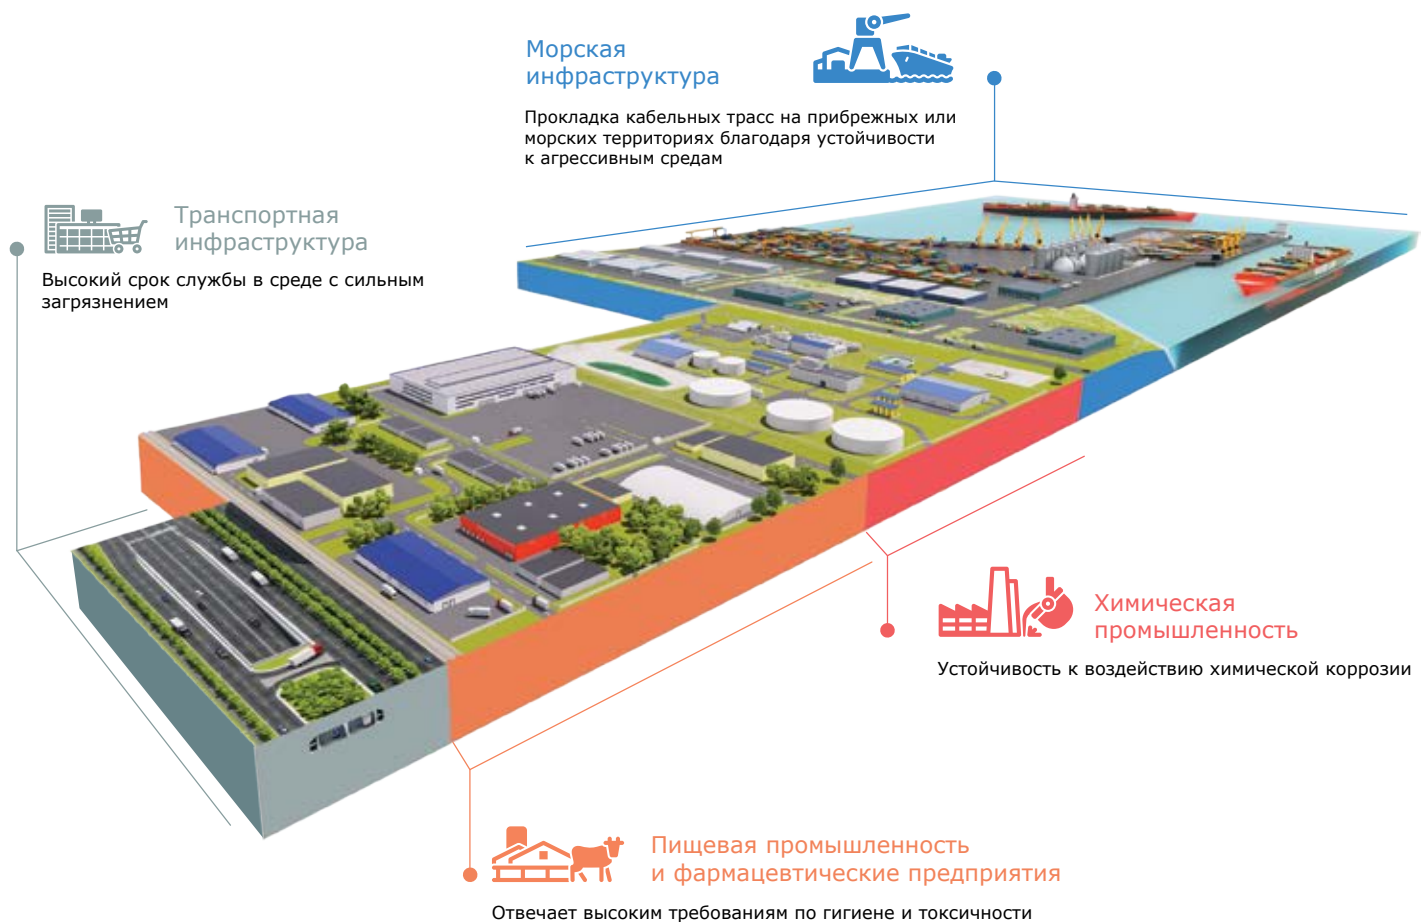 Морская
инфраструктура
Прокладка кабельных трасс на прибрежных или
морских территориях благодаря устойчивости
к агрессивным средам
Транспортная
инфраструктура
Высокий срок службы в среде с сильным
загрязнением
Химическая
промышленность
Устойчивость к воздействию химической коррозии
Пищевая промышленность
и фармацевтические предприятия
Отвечает высоким требованиям по гигиене и токсичности